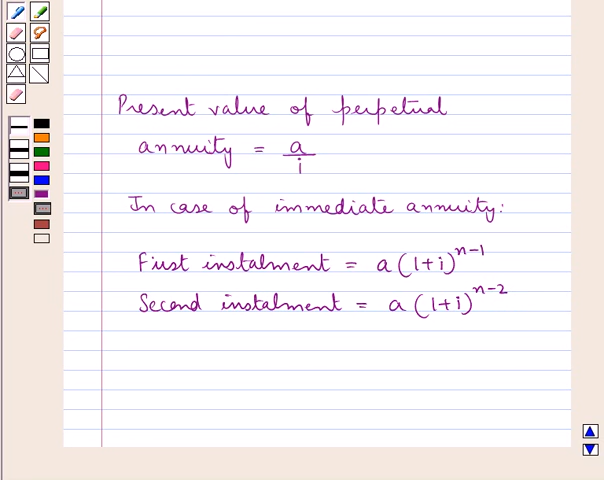 Present value of perpetual
annuity = a/i
In case of immediate annuity:
First instalment = a(1+i)^{n-1}
Second instalment = a(1+i)^{n-2}